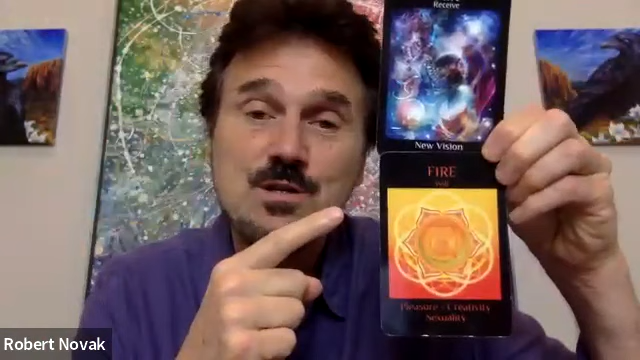 Receive
New Vision
FIRE
Pleasure - Creativity
Sexuality
Robert Novak